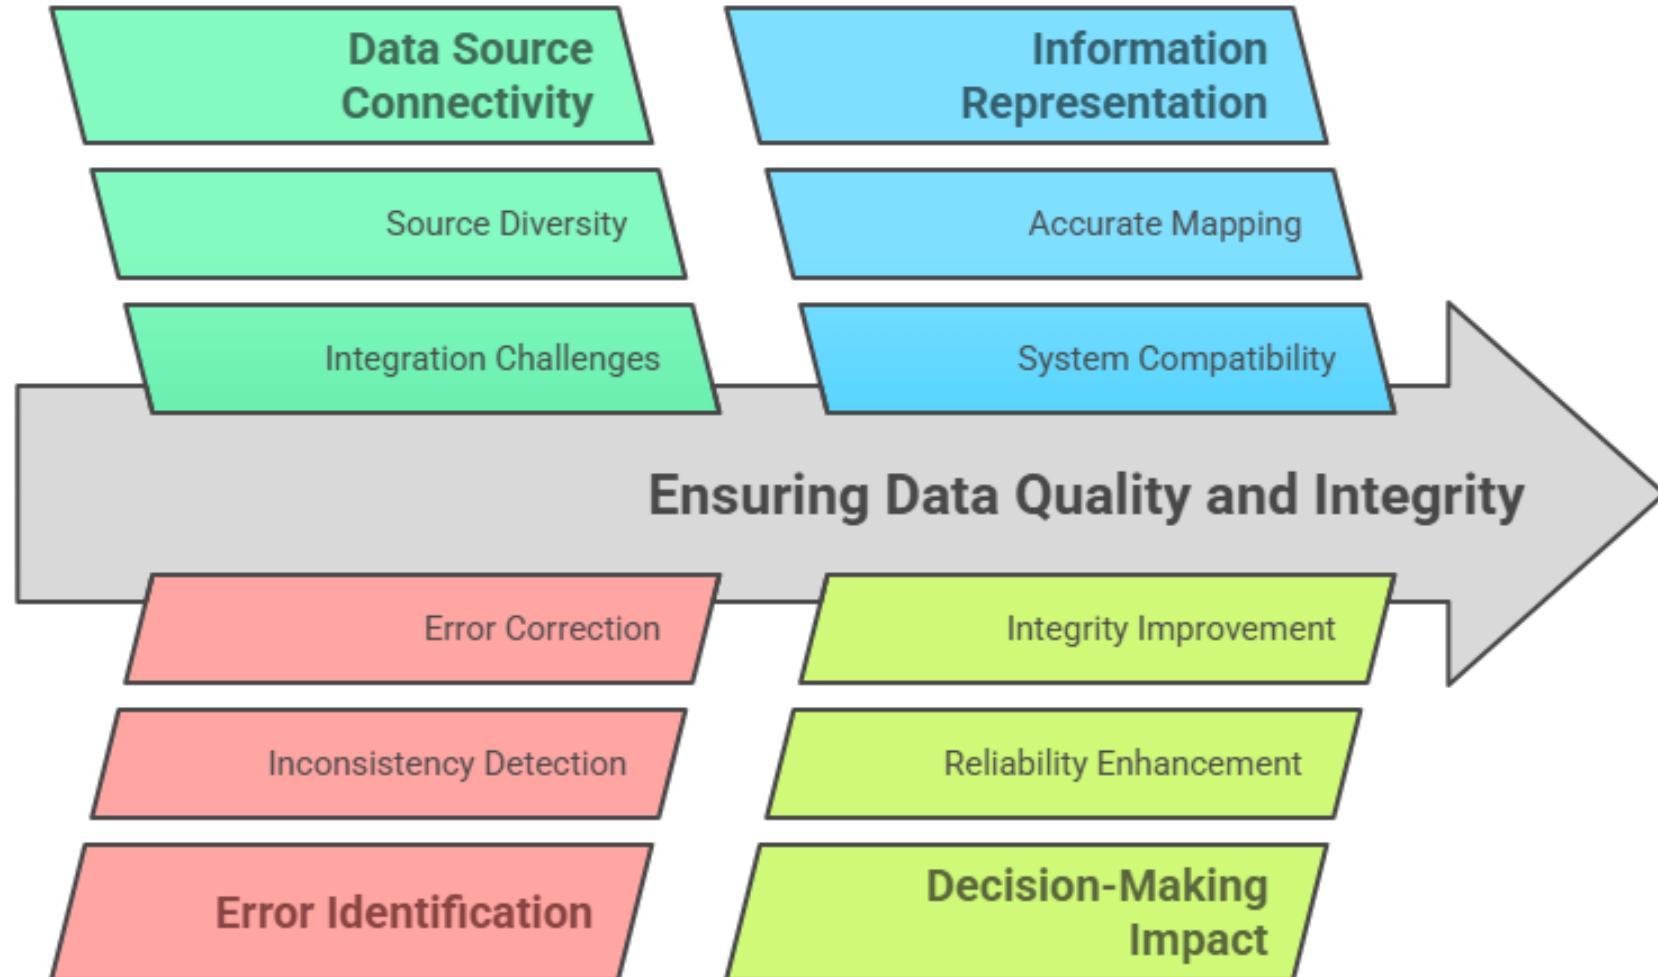 Data Source
Connectivity
Source Diversity
Integration Challenges
Information
Representation
Accurate Mapping
System Compatibility
Ensuring Data Quality and Integrity
Error Correction
Inconsistency Detection
Error Identification
Integrity Improvement
Reliability Enhancement
Decision-Making
Impact